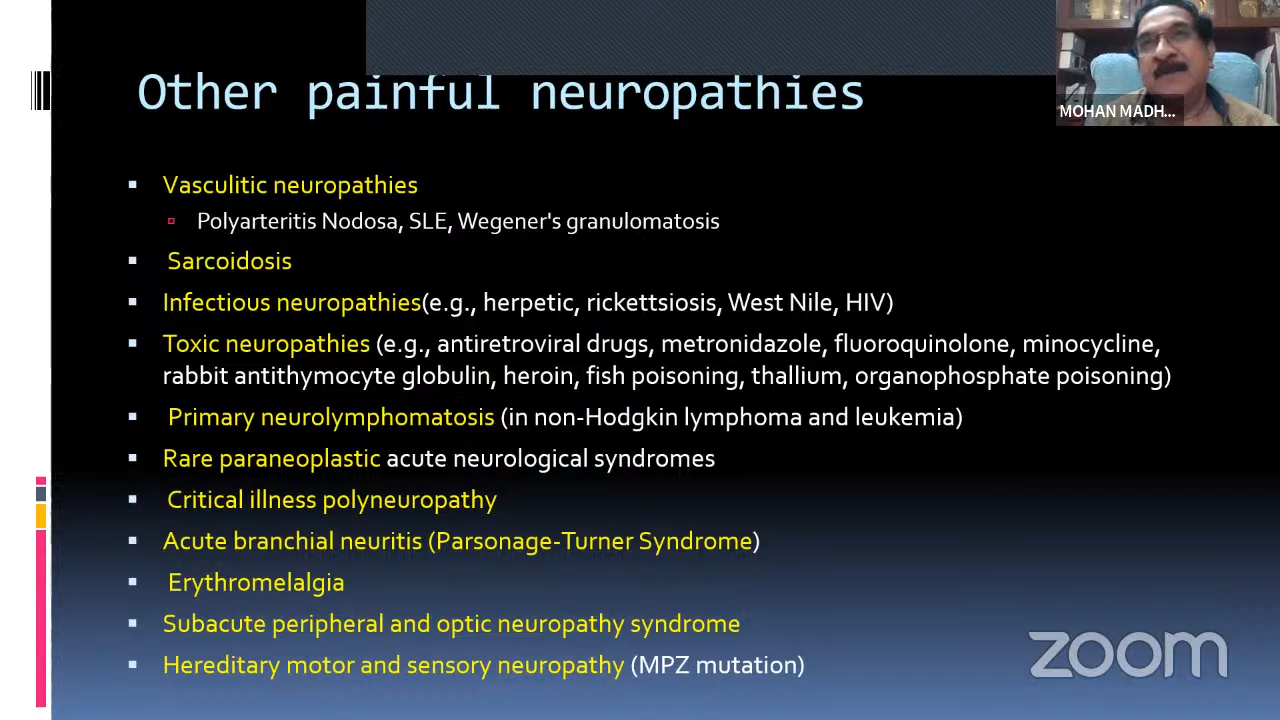 Other painful neuropathies
MOHAN MADH...
Vasculitic neuropathies
Polyarteritis Nodosa, SLE, Wegener's granulomatosis
Sarcoidosis
Infectious neuropathies(e.g., herpetic, rickettsiosis, West Nile, HIV)
Toxic neuropathies (e.g., antiretroviral drugs, metronidazole, fluoroquinolone, minocycline,
rabbit antithymocyte globulin, heroin, fish poisoning, thallium, organophosphate poisoning)
Primary neurolymphomatosis (in non-Hodgkin lymphoma and leukemia)
Rare paraneoplastic acute neurological syndromes
Critical illness polyneuropathy
Acute branchial neuritis (Parsonage-Turner Syndrome)
Erythromelalgia
Subacute peripheral and optic neuropathy syndrome
Hereditary motor and sensory neuropathy (MPZ mutation)
zoom